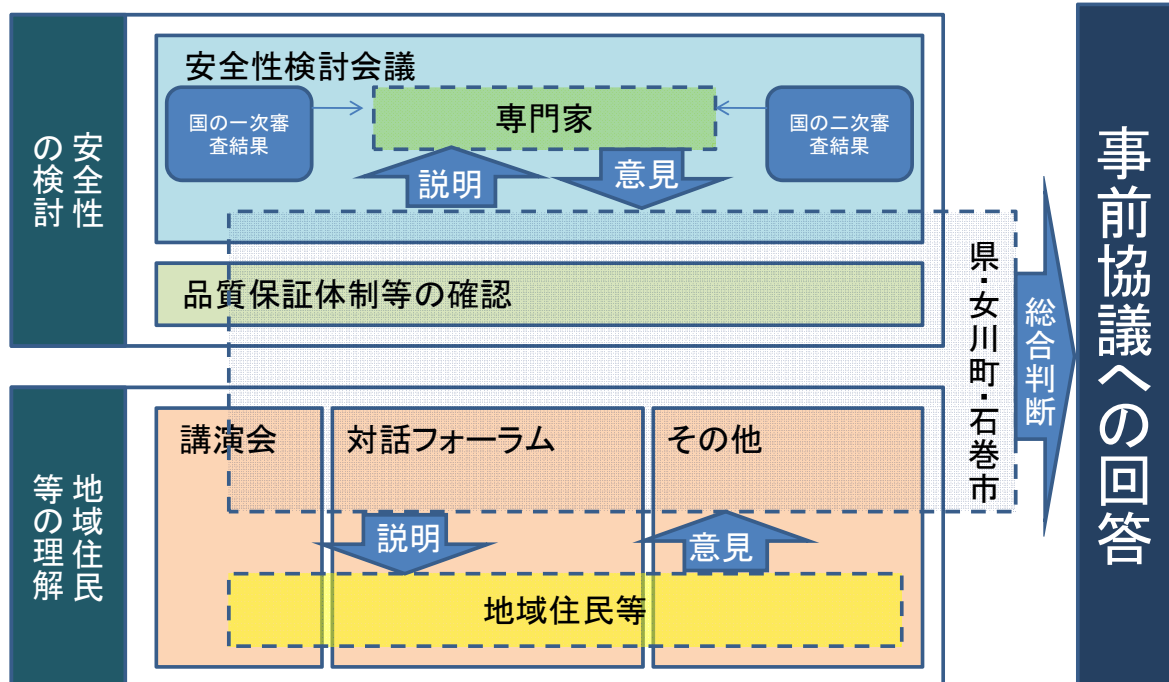 安全性
の検討
安全性検討会議
国の一次審
査結果
専門家
国の二次審
査結果
説明
意見
品質保証体制等の確認
地域住民
等の理解
講演会
対話フォーラム
その他
説明
意見
地域住民等
県・女川町・石巻市
総合判断
事前協議への回答